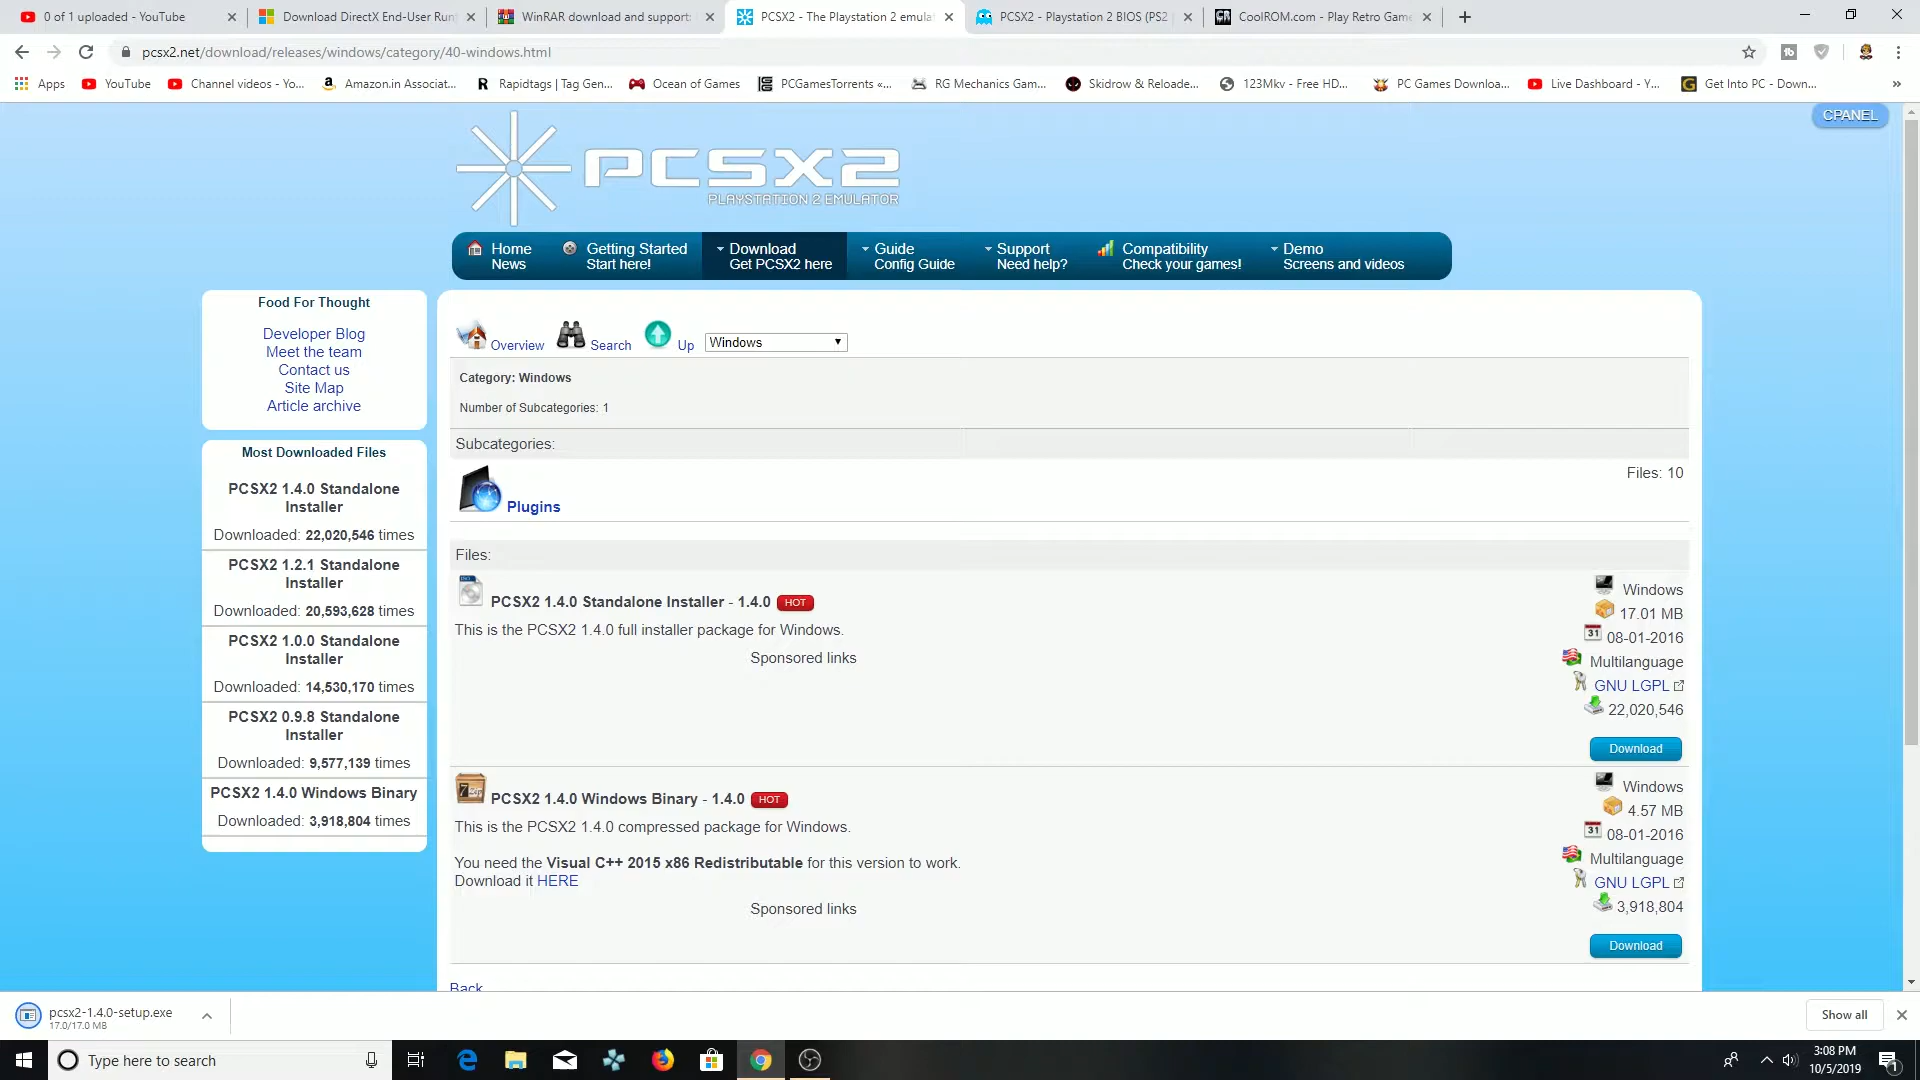 0 of 1 uploaded - YouTube
Download DirectX End-User Run
WinRAR download and support:
PCSX2 - The Playstation 2 emula
PCSX2 - Playstation 2 BIOS (PS2
CoolROM.com - Play Retro Game
pcsx2.net/download/releases/windows/category/40-windows.html
Apps
YouTube
Channel videos - Yo...
Amazon.in Associat...
Rapidtags | Tag Gen...
Ocean of Games
PCGamesTorrents «...
RG Mechanics Gam...
Skidrow & Reloade...
123Mkv - Free HD...
PC Games Downloa...
Live Dashboard - Y...
Get Into PC - Down...
»
CPANEL
PCSX2
PLAYSTATION 2 EMULATOR
Home
News
Getting Started
Start here!
Download
Get PCSX2 here
Guide
Config Guide
Support
Need help?
Compatibility
Check your games!
Demo
Screens and videos
Food For Thought
Developer Blog
Meet the team
Contact us
Site Map
Article archive
Most Downloaded Files
PCSX2 1.4.0 Standalone
Installer
Downloaded: 22,020,546 times
PCSX2 1.2.1 Standalone
Installer
Downloaded: 20,593,628 times
PCSX2 1.0.0 Standalone
Installer
Downloaded: 14,530,170 times
PCSX2 0.9.8 Standalone
Installer
Downloaded: 9,577,139 times
PCSX2 1.4.0 Windows Binary
Downloaded: 3,918,804 times
Overview
Search
Up
Windows
Category: Windows
Number of Subcategories: 1
Subcategories:
Plugins
Files: 10
Files:
PCSX2 1.4.0 Standalone Installer - 1.4.0 HOT
This is the PCSX2 1.4.0 full installer package for Windows.
Sponsored links
Windows
17.01 MB
31 08-01-2016
Multilanguage
GNU LGPL
22,020,546
Download
PCSX2 1.4.0 Windows Binary - 1.4.0 HOT
This is the PCSX2 1.4.0 compressed package for Windows.
You need the Visual C++ 2015 x86 Redistributable for this version to work.
Download it HERE
Sponsored links
Windows
4.57 MB
31 08-01-2016
Multilanguage
GNU LGPL
3,918,804
Download
Back
pcsx2-1.4.0-setup.exe
17.0/17.0 MB
Show all
Type here to search
3:08 PM
10/5/2019
1